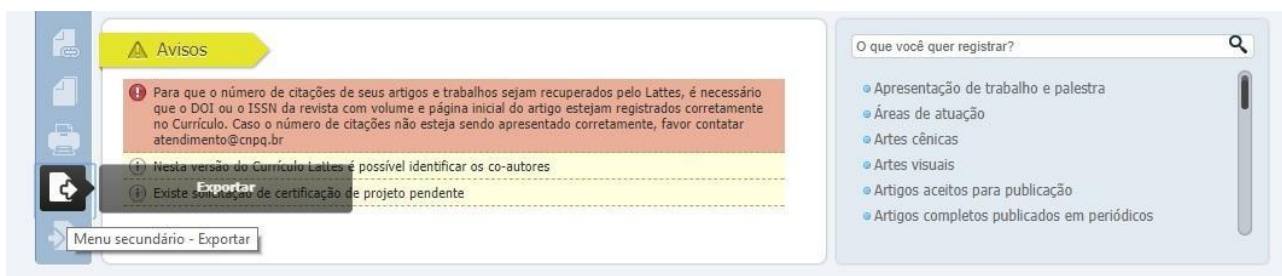 Avisos
Para que o número de citações de seus artigos e trabalhos sejam recuperados pelo Lattes, é necessário
que o DOI ou o ISSN da revista com volume e página inicial do artigo estejam registrados corretamente
no Currículo. Caso o número de citações não esteja sendo apresentado corretamente, favor contatar
atendimento@cnpq.br
Nesta versão do Currículo Lattes é possível identificar os co-autores
Existe solicitação de certificação de projeto pendente
Exportar
Menu secundário - Exportar
O que você quer registrar?
Apresentação de trabalho e palestra
Áreas de atuação
Artes cênicas
Artes visuais
Artigos aceitos para publicação
Artigos completos publicados em periódicos